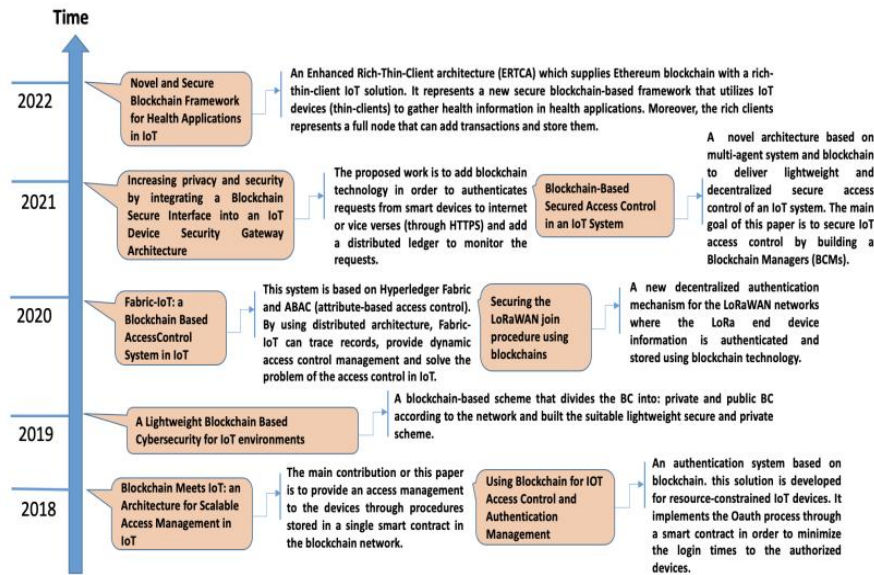 Time
2022
Novel and Secure
Blockchain Framework
for Health Applications
in IoT
An Enhanced Rich-Thin-Client architecture (ERTCA) which supplies Ethereum blockchain with a rich-
thin-client IoT solution. It represents a new secure blockchain-based framework that utilizes IoT
devices (thin-clients) to gather health information in health applications. Moreover, the rich clients
represents a full node that can add transactions and store them.
2021
Increasing privacy and security
by integrating a Blockchain
Secure Interface into an IoT
Device Security Gateway
Architecture
The proposed work is to add blockchain
technology in order to authenticates
requests from smart devices to internet
or vice verses (through HTTPS) and add
a distributed ledger to monitor the
requests.
Blockchain-Based
Secured Access Control
in an IoT System
A novel architecture based on
multi-agent system and blockchain
to deliver lightweight and
decentralized secure access
control of an IoT system. The main
goal of this paper is to secure IoT
access control by building a
Blockchain Managers (BCMs).
2020
Fabric-IoT: a
Blockchain Based
AccessControl
System in IoT
This system is based on Hyperledger Fabric
and ABAC (attribute-based access control).
By using distributed architecture, Fabric-
IoT can trace records, provide dynamic
access control management and solve the
problem of the access control in IoT.
Securing the
LoRaWAN join
procedure using
blockchains
A new decentralized authentication
mechanism for the LoRaWAN networks
where the LoRa end device
information is authenticated and
stored using blockchain technology.
2019
A Lightweight Blockchain Based
Cybersecurity for IoT environments
A blockchain-based scheme that divides the BC into: private and public BC
according to the network and built the suitable lightweight secure and private
scheme.
2018
Blockchain Meets IoT: an
Architecture for Scalable
Access Management in
IoT
The main contribution or this paper
is to provide an access management
to the devices through procedures
stored in a single smart contract in
the blockchain network.
Using Blockchain for IOT
Access Control and
Authentication
Management
An authentication system based on
blockchain. this solution is developed
for resource-constrained IoT devices. It
implements the Oauth process through
a smart contract in order to minimize
the login times to the authorized
devices.